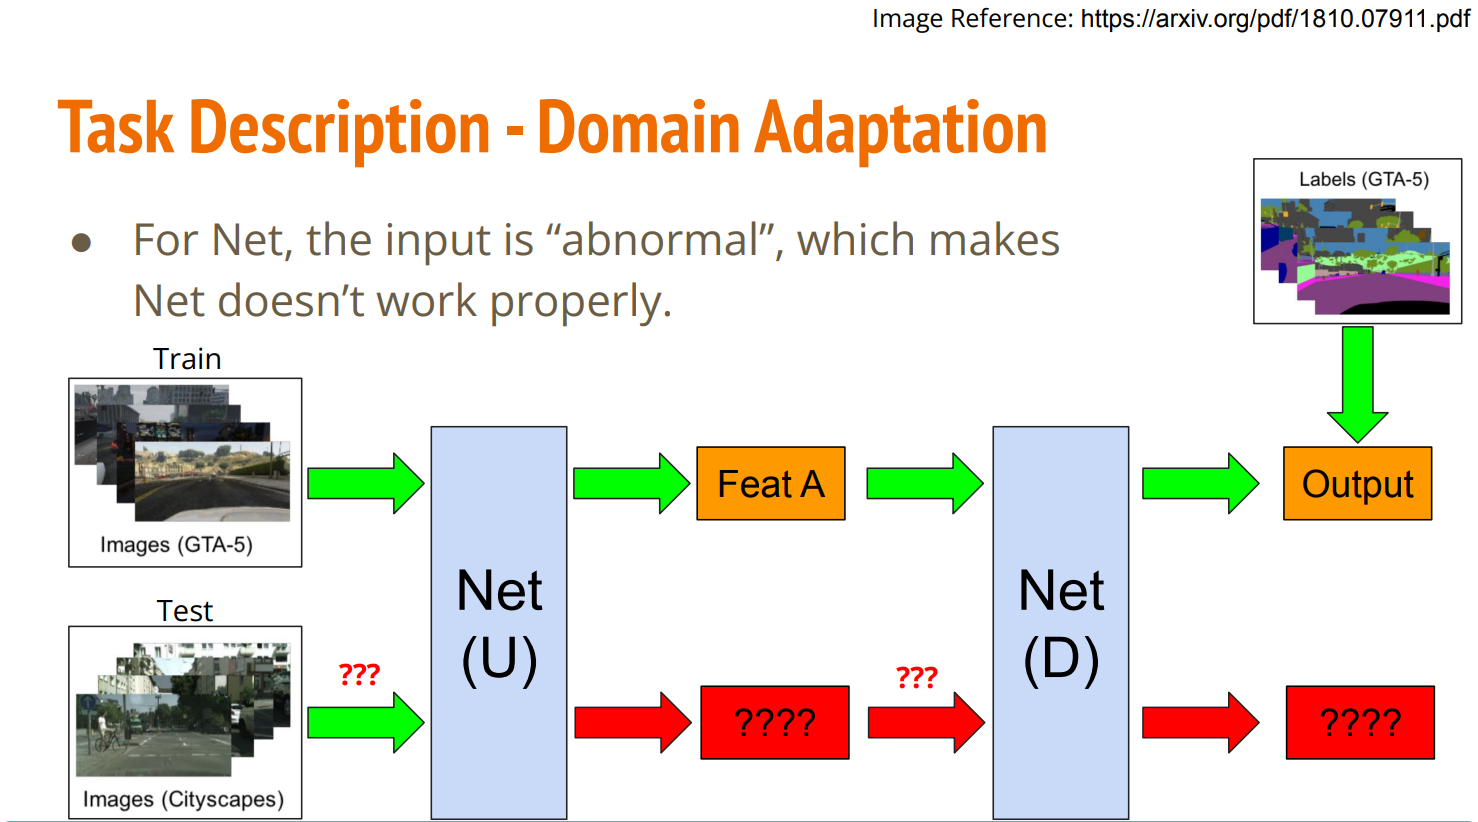 Image Reference: https://arxiv.org/pdf/1810.07911.pdf
Task Description - Domain Adaptation
● For Net, the input is “abnormal”, which makes
Net doesn’t work properly.
Labels (GTA-5)
Train
Images (GTA-5)
Net
(U)
Feat A
Net
(D)
Output
Test
Images (Cityscapes)
???
????
???
????